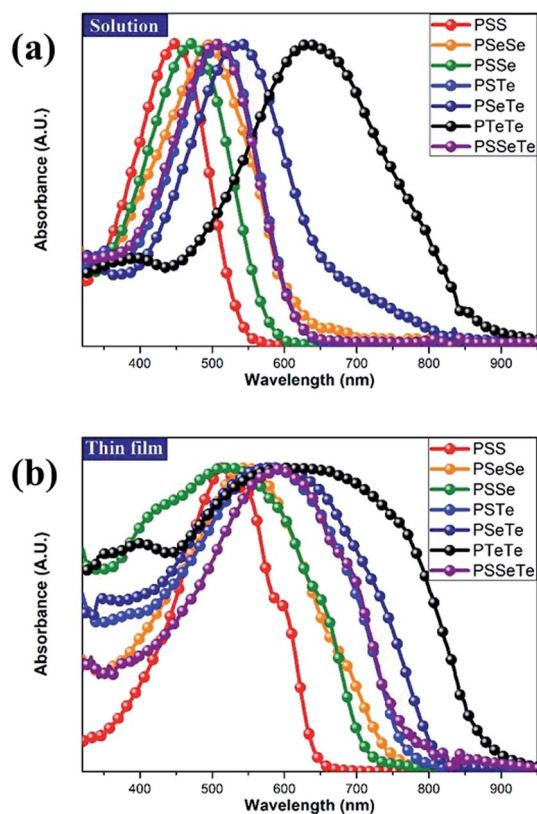 (a)
Solution
PSS
PSeSe
PSSe
PSTe
PSeTe
PTeTe
PSSeTe
Absorbance (A.U.)
400 500 600 700 800 900
Wavelength (nm)
(b)
Thin film
PSS
PSeSe
PSSe
PSTe
PSeTe
PTeTe
PSSeTe
Absorbance (A.U.)
400 500 600 700 800 900
Wavelength (nm)